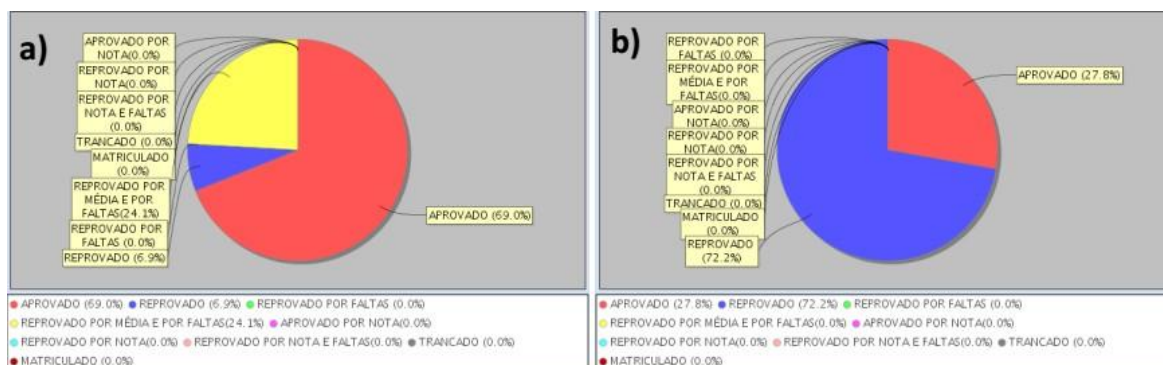 a)
APROVADO POR
NOTA(0.0%)
REPROVADO POR
NOTA(0.0%)
REPROVADO POR
NOTA E FALTAS
(0.0%)
TRANCADO (0.0%)
MATRICULADO
(0.0%)
REPROVADO POR
MÉDIA E POR
FALTAS(24.1%)
REPROVADO POR
FALTAS (0.0%)
REPROVADO (6.9%)
APROVADO (69.0%)
APROVADO (69.0%) REPROVADO (6.9%) REPROVADO POR FALTAS (0.0%)
REPROVADO POR MÉDIA E POR FALTAS(24.1%) APROVADO POR NOTA(0.0%)
REPROVADO POR NOTA(0.0%) REPROVADO POR NOTA E FALTAS(0.0%) TRANCADO (0.0%)
MATRICULADO (0.0%)
b)
REPROVADO POR
FALTAS (0.0%)
REPROVADO POR
MÉDIA E POR
FALTAS(0.0%)
APROVADO POR
NOTA(0.0%)
REPROVADO POR
NOTA(0.0%)
REPROVADO POR
NOTA E FALTAS
(0.0%)
TRANCADO (0.0%)
MATRICULADO
(0.0%)
REPROVADO
(72.2%)
APROVADO (27.8%)
APROVADO (27.8%) REPROVADO (72.2%) REPROVADO POR FALTAS (0.0%)
REPROVADO POR MÉDIA E POR FALTAS(0.0%) APROVADO POR NOTA(0.0%)
REPROVADO POR NOTA(0.0%) REPROVADO POR NOTA E FALTAS(0.0%) TRANCADO (0.0%)
MATRICULADO (0.0%)